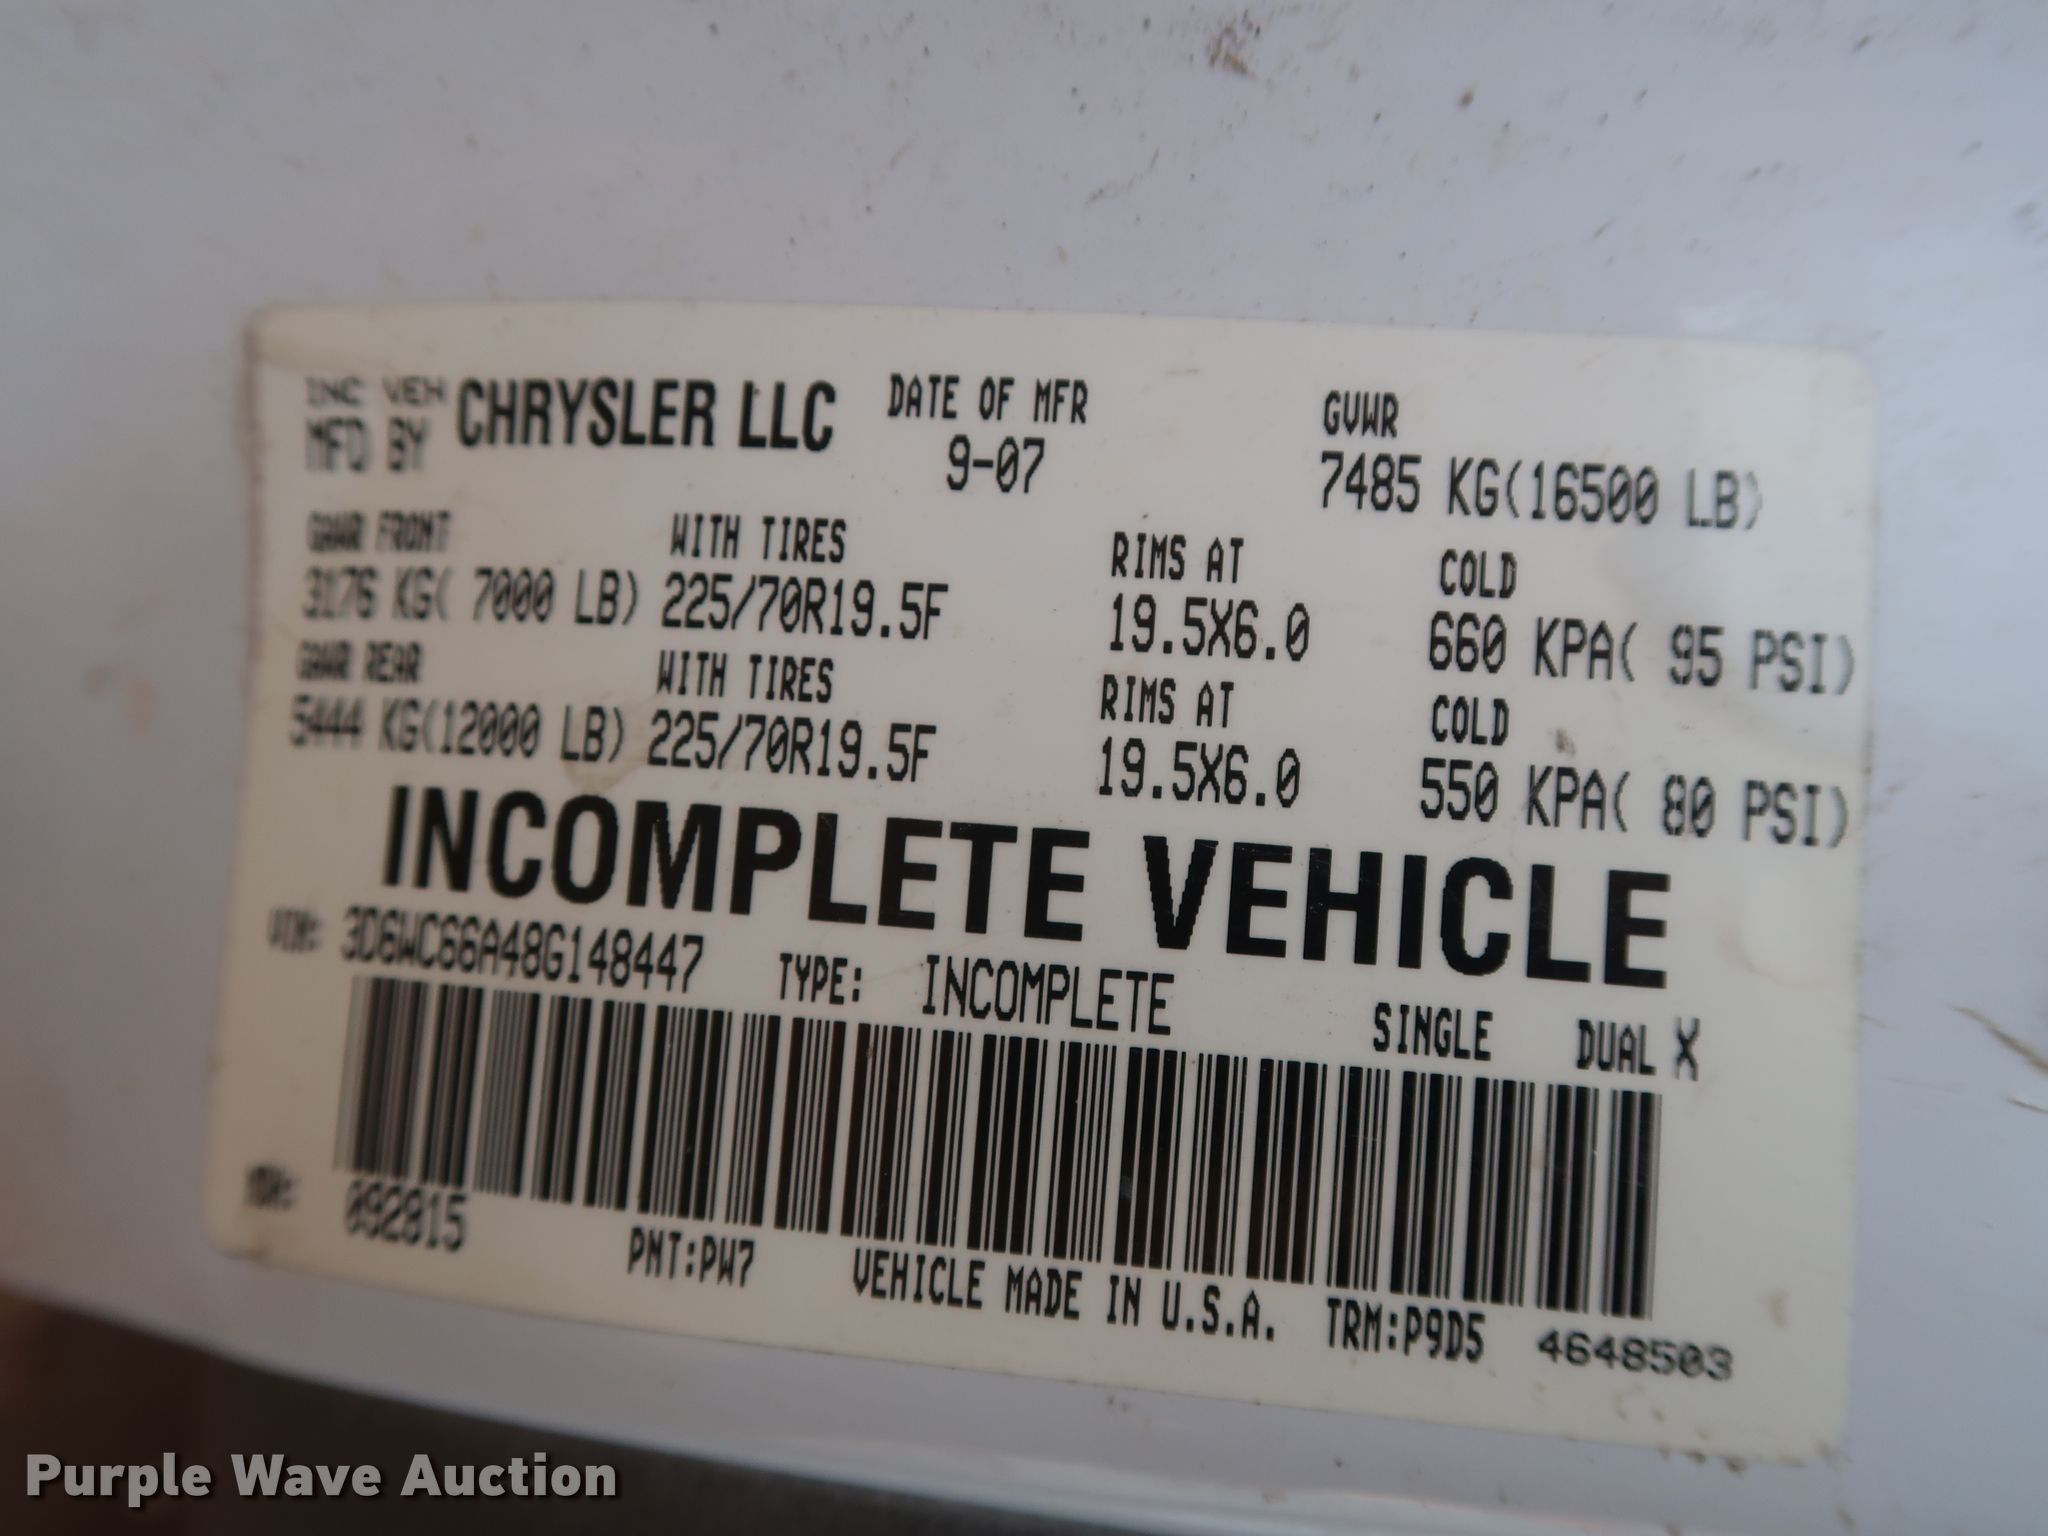 INC VEH MFD BY CHRYSLER LLC DATE OF MFR 9-07 GVWR 7485 KG(16500 LB)
GAWR FRONT WITH TIRES RIMS AT COLD
3176 KG( 7000 LB) 225/70R19.5F 19.5X6.0 660 KPA( 95 PSI)
GAWR REAR WITH TIRES RIMS AT COLD
5444 KG(12000 LB) 225/70R19.5F 19.5X6.0 550 KPA( 80 PSI)
INCOMPLETE VEHICLE
VIN: 3D6WC66A48G148447 TYPE: INCOMPLETE SINGLE DUAL X
MDH: 092815 PNT:PW7 VEHICLE MADE IN U.S.A. TRM:P9D5 4648503
Purple Wave Auction